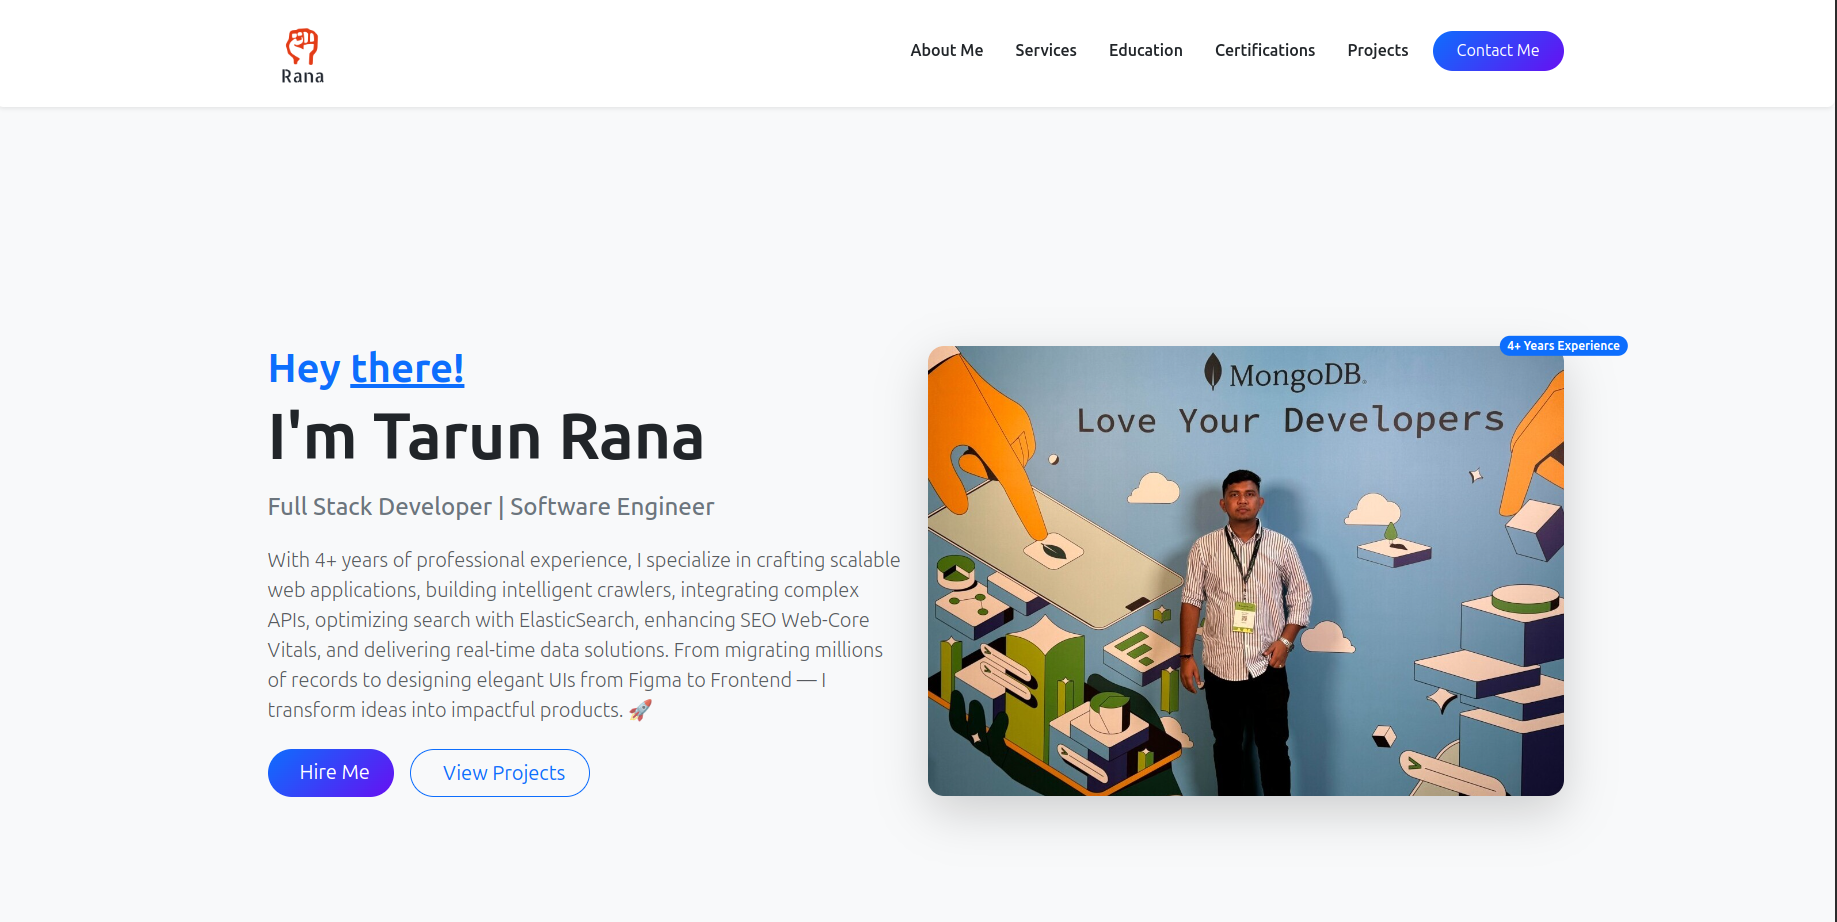 Rana
About Me
Services
Education
Certifications
Projects
Contact Me
Hey there!
I'm Tarun Rana
Full Stack Developer | Software Engineer
With 4+ years of professional experience, I specialize in crafting scalable
web applications, building intelligent crawlers, integrating complex
APIs, optimizing search with ElasticSearch, enhancing SEO Web-Core
Vitals, and delivering real-time data solutions. From migrating millions
of records to designing elegant UIs from Figma to Frontend — I
transform ideas into impactful products. 🚀
Hire Me
View Projects
4+ Years Experience
MongoDB®
Love Your Developers